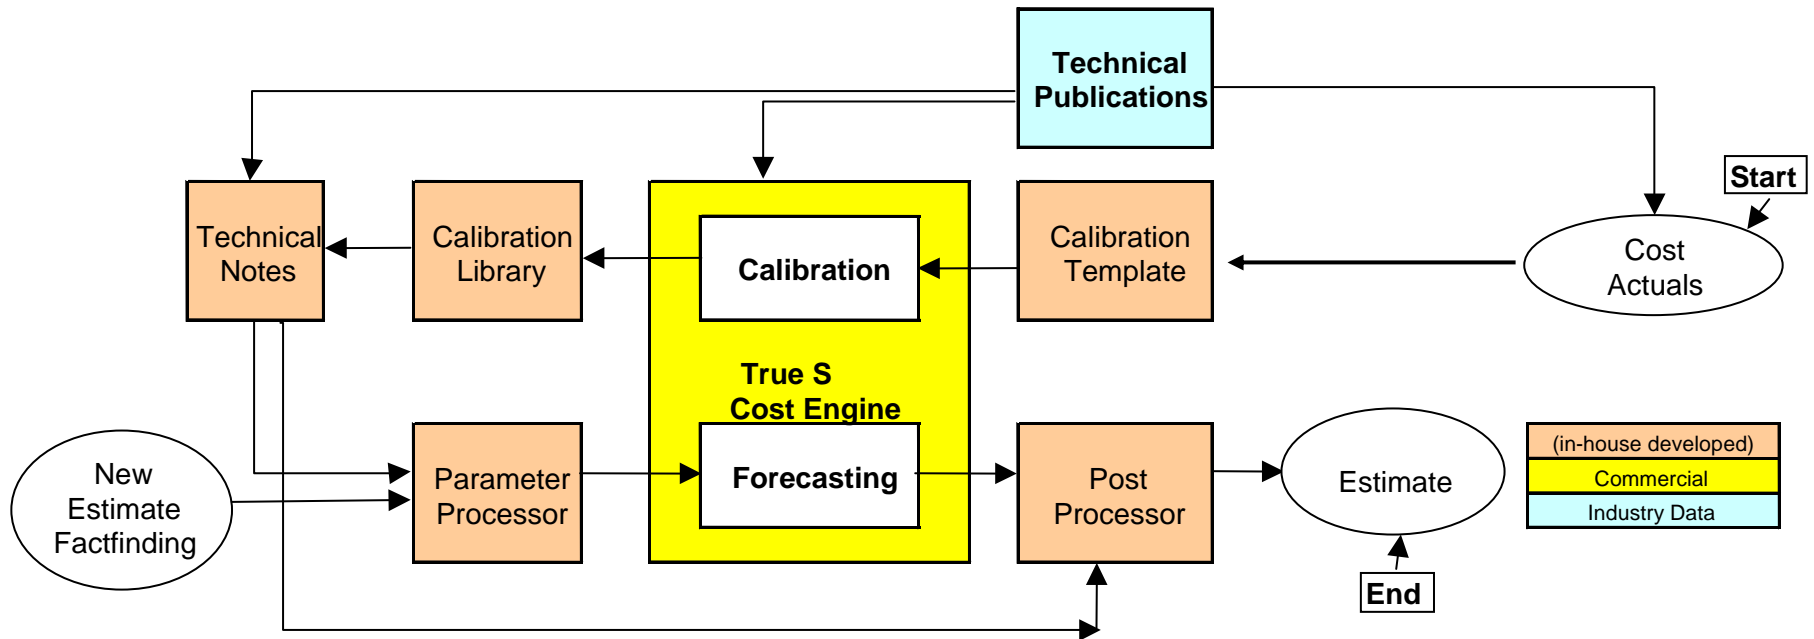 Technical
Publications
Start
Technical
Notes
Calibration
Library
Calibration
Calibration
Template
Cost
Actuals
True S
Cost Engine
New
Estimate
Factfinding
Parameter
Processor
Forecasting
Post
Processor
Estimate
(in-house developed)
Commercial
Industry Data
End